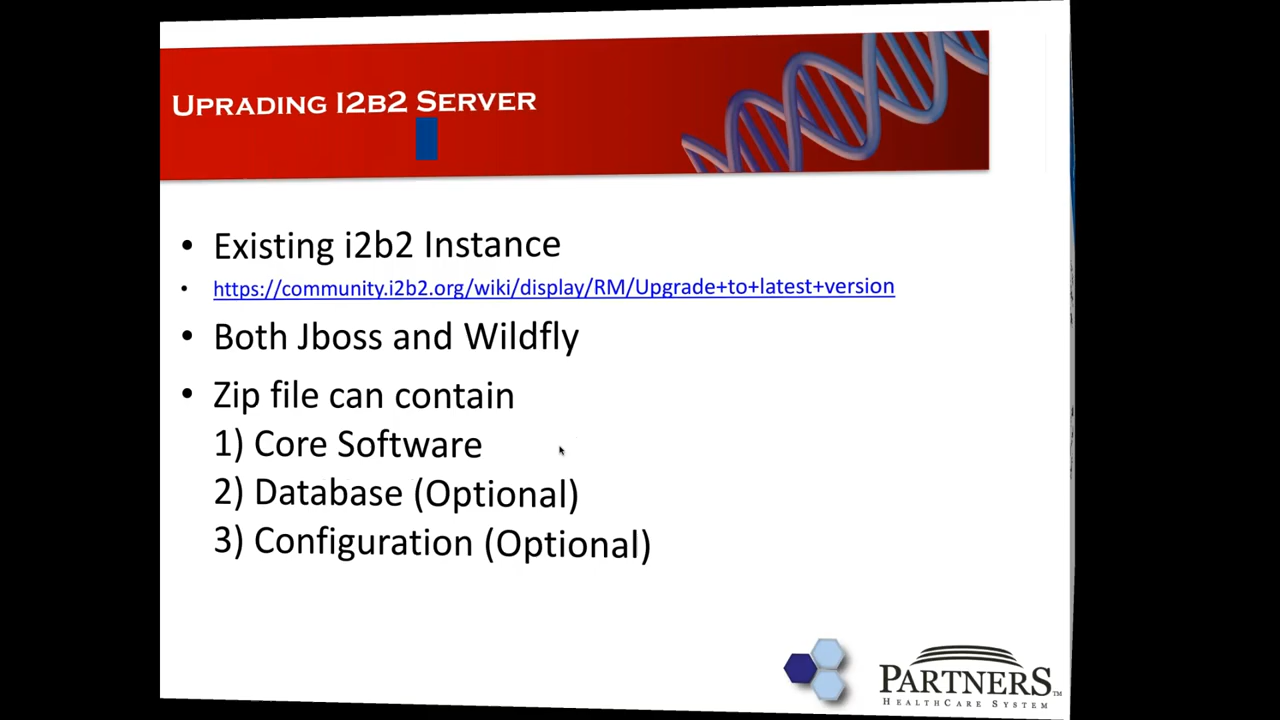 Uprading I2b2 Server
• Existing i2b2 Instance
• https://community.i2b2.org/wiki/display/RM/Upgrade+to+latest+version
• Both Jboss and Wildfly
• Zip file can contain
1) Core Software
2) Database (Optional)
3) Configuration (Optional)
PARTNERS™
HEALTHCARE SYSTEM